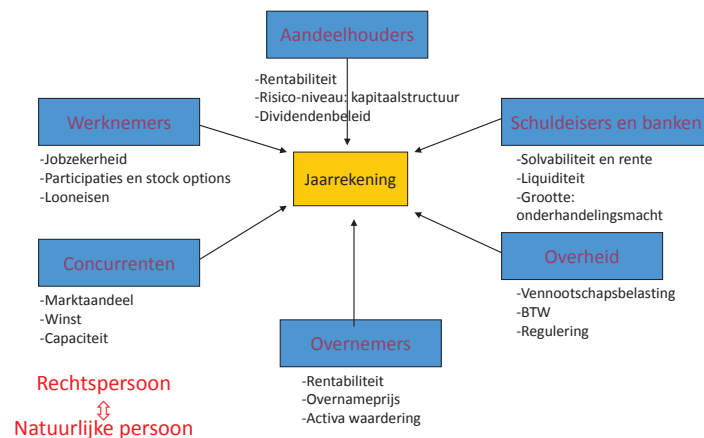 Aandeelhouders
-Rentabiliteit
-Risico-niveau: kapitaalstructuur
-Dividendenbeleid
Werknemers
-Jobzekerheid
-Participaties en stock options
-Looneisen
Schuldeisers en banken
-Solvabiliteit en rente
-Liquiditeit
-Grootte:
onderhandelingsmacht
Jaarrekening
Concurrenten
-Marktaandeel
-Winst
-Capaciteit
Overheid
-Vennootschapsbelasting
-BTW
-Regulering
Overnemers
-Rentabiliteit
-Overnameprijs
-Activa waardering
Rechtspersoon
⇕
Natuurlijke persoon